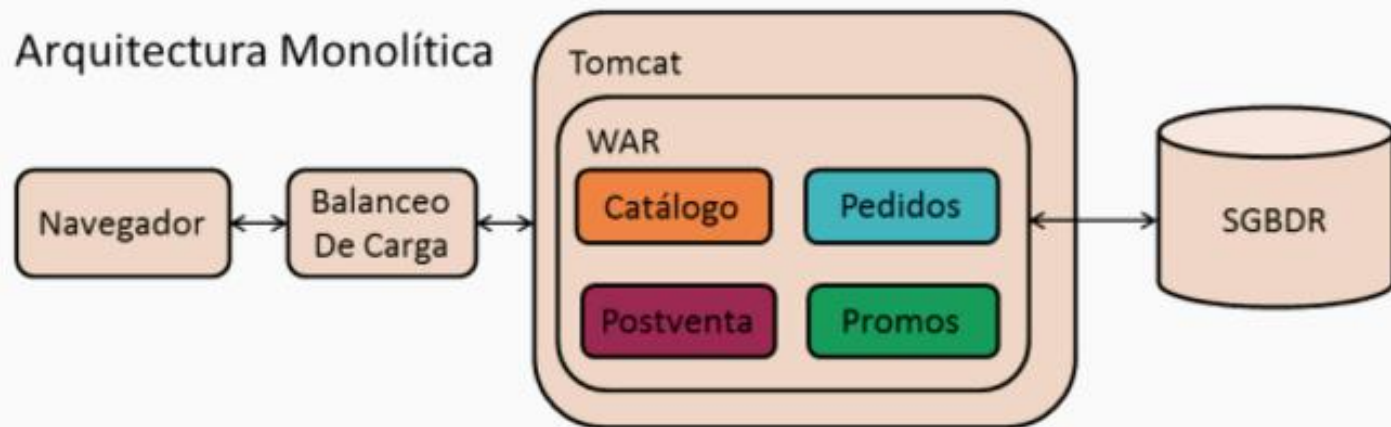 Arquitectura Monolítica
Tomcat
WAR
Navegador
Balanceo
De Carga
Catálogo
Pedidos
Postventa
Promos
SGBDR